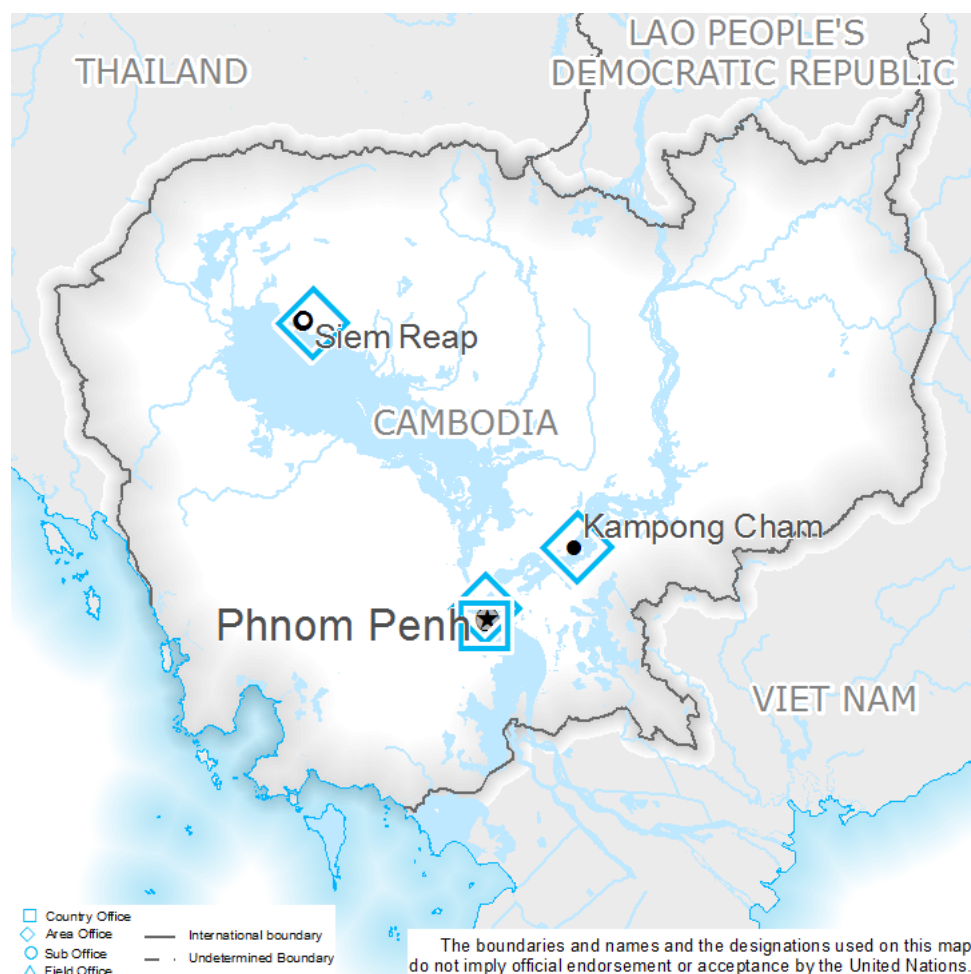 THAILAND
LAO PEOPLE'S
DEMOCRATIC REPUBLIC
Siem Reap
CAMBODIA
Kampong Cham
Phnom Penh
VIET NAM
Country Office
Area Office
Sub Office
Field Office
International boundary
Undetermined Boundary
The boundaries and names and the designations used on this map
do not imply official endorsement or acceptance by the United Nations.